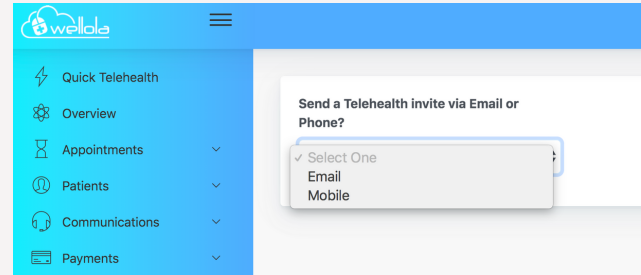 wellola
Quick Telehealth
Overview
Appointments
Patients
Communications
Payments
Send a Telehealth invite via Email or
Phone?
✓ Select One
Email
Mobile